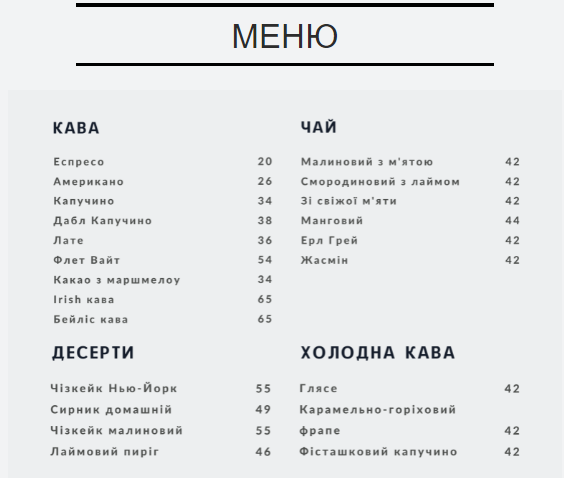 МЕНЮ
КАВА
Еспресо 20
Американо 26
Капучино 34
Дабл Капучино 38
Лате 36
Флет Вайт 54
Какао з маршмелоу 34
Irish кава 65
Бейліс кава 65
ЧАЙ
Малиновий з м'ятою 42
Смородиновий з лаймом 42
Зі свіжої м'яти 42
Манговий 44
Ерл Грей 42
Жасмін 42
ДЕСЕРТИ
Чізкейк Нью-Йорк 55
Сирник домашній 49
Чізкейк малиновий 55
Лаймовий пиріг 46
ХОЛОДНА КАВА
Глясе 42
Карамельно-горіховий
фрапе 42
Фісташковий капучино 42